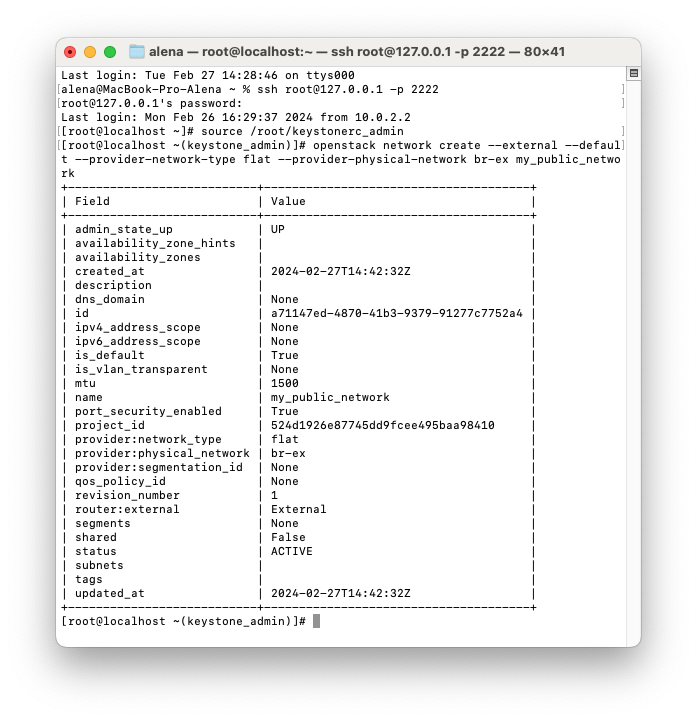 alena — root@localhost:~ — ssh root@127.0.0.1 -p 2222 — 80×41
Last login: Tue Feb 27 14:28:46 on ttys000
[alena@MacBook-Pro-Alena ~ % ssh root@127.0.0.1 -p 2222 ]
[root@127.0.0.1's password: ]
Last login: Mon Feb 26 16:29:37 2024 from 10.0.2.2
[[root@localhost ~]# source /root/keystonerc_admin ]
[[root@localhost ~(keystone_admin)]# openstack network create --external --defaul]
t --provider-network-type flat --provider-physical-network br-ex my_public_netwo
rk
+---------------------------+--------------------------------------+
| Field                     | Value                                |
+---------------------------+--------------------------------------+
| admin_state_up            | UP                                   |
| availability_zone_hints   |                                      |
| availability_zones        |                                      |
| created_at                | 2024-02-27T14:42:32Z                 |
| description               |                                      |
| dns_domain                | None                                 |
| id                        | a71147ed-4870-41b3-9379-91277c7752a4 |
| ipv4_address_scope        | None                                 |
| ipv6_address_scope        | None                                 |
| is_default                | True                                 |
| is_vlan_transparent       | None                                 |
| mtu                       | 1500                                 |
| name                      | my_public_network                    |
| port_security_enabled     | True                                 |
| project_id                | 524d1926e87745dd9fcee495baa98410     |
| provider:network_type     | flat                                 |
| provider:physical_network | br-ex                                |
| provider:segmentation_id  | None                                 |
| qos_policy_id             | None                                 |
| revision_number           | 1                                    |
| router:external           | External                             |
| segments                  | None                                 |
| shared                    | False                                |
| status                    | ACTIVE                               |
| subnets                   |                                      |
| tags                      |                                      |
| updated_at                | 2024-02-27T14:42:32Z                 |
+---------------------------+--------------------------------------+
[root@localhost ~(keystone_admin)]#